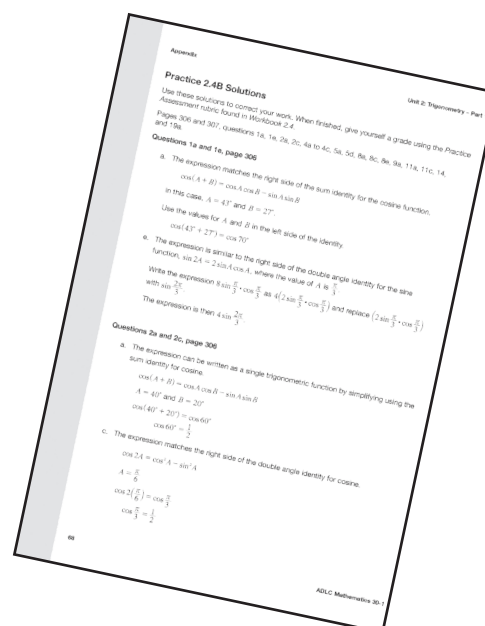 Appendix
Unit 2: Trigonometry – Part
Practice 2.4B Solutions
Use these solutions to correct your work. When finished, give yourself a grade using the Practice
Assessment rubric found in Workbook 2.4.
Pages 306 and 307, questions 1a, 1e, 2a, 2c, 4a to 4c, 5a, 5d, 8a, 8c, 8e, 9a, 11a, 11c, 14,
and 19a.
Questions 1a and 1e, page 306
a. The expression matches the right side of the sum identity for the cosine function,
cos(A + B) = cos A cos B − sin A sin B
In this case, A = 43° and B = 27°.
Use the values for A and B in the left side of the identity.
cos(43° + 27°) = cos 70°
e. The expression is similar to the right side of the double angle identity for the sine
function, sin 2A = 2 sin A cos A, where the value of A is π/3.
Write the expression 8 sin π/3 • cos π/3 as 4(2 sin π/3 • cos π/3) and replace (2 sin π/3 • cos π/3)
with sin 2π/3.
The expression is then 4 sin 2π/3.
Questions 2a and 2c, page 306
a. The expression can be written as a single trigonometric function by simplifying using the
sum identity for cosine.
cos(A + B) = cos A cos B − sin A sin B
A = 40° and B = 20°
cos(40° + 20°) = cos 60°
cos 60° = 1/2
c. The expression matches the right side of the double angle identity for cosine.
cos 2A = cos² A − sin² A
A = π/6
cos 2(π/6) = cos π/3
cos π/3 = 1/2
68
ADLC Mathematics 30-1